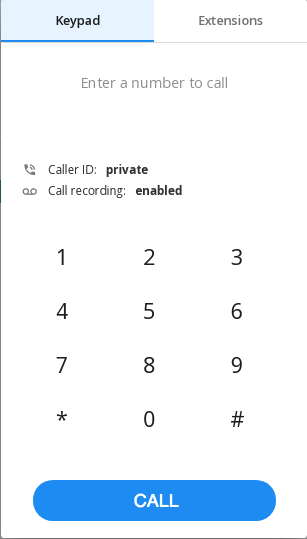 Keypad Extensions
Enter a number to call
Caller ID: private
Call recording: enabled
1 2 3
4 5 6
7 8 9
* 0 #
CALL